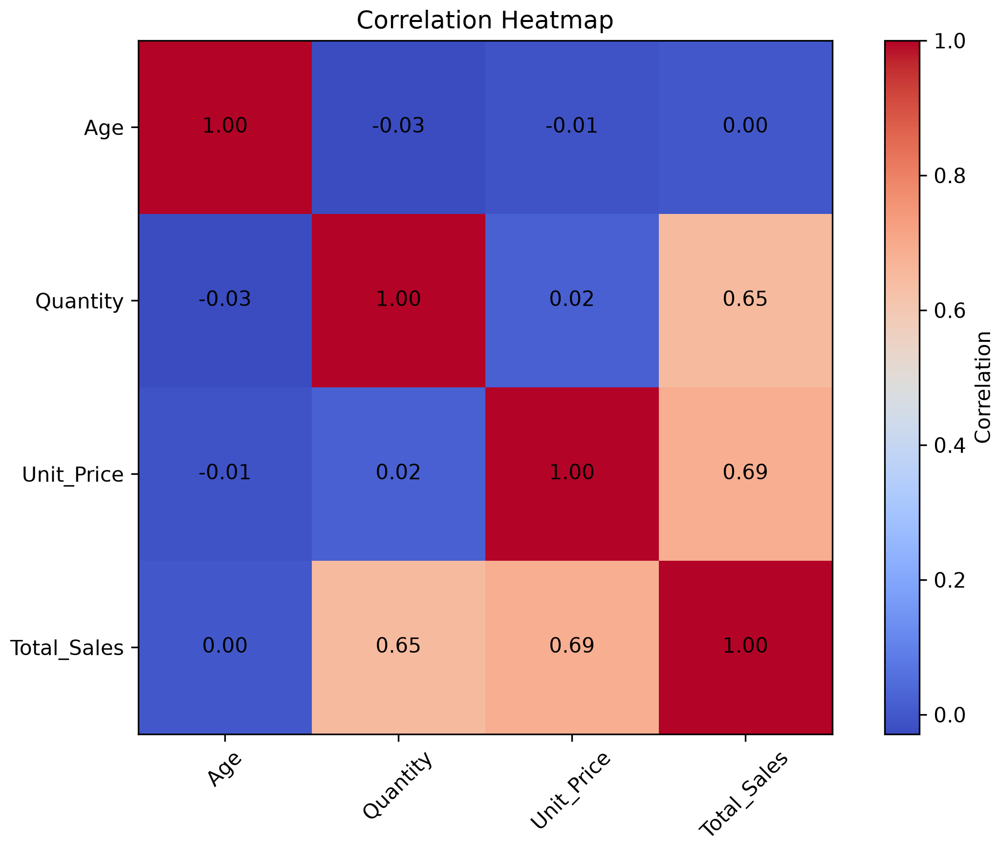 Correlation Heatmap
Age 1.00 -0.03 -0.01 0.00
Quantity -0.03 1.00 0.02 0.65
Unit_Price -0.01 0.02 1.00 0.69
Total_Sales 0.00 0.65 0.69 1.00
Age Quantity Unit_Price Total_Sales
1.0
0.8
0.6
0.4
0.2
0.0
Correlation